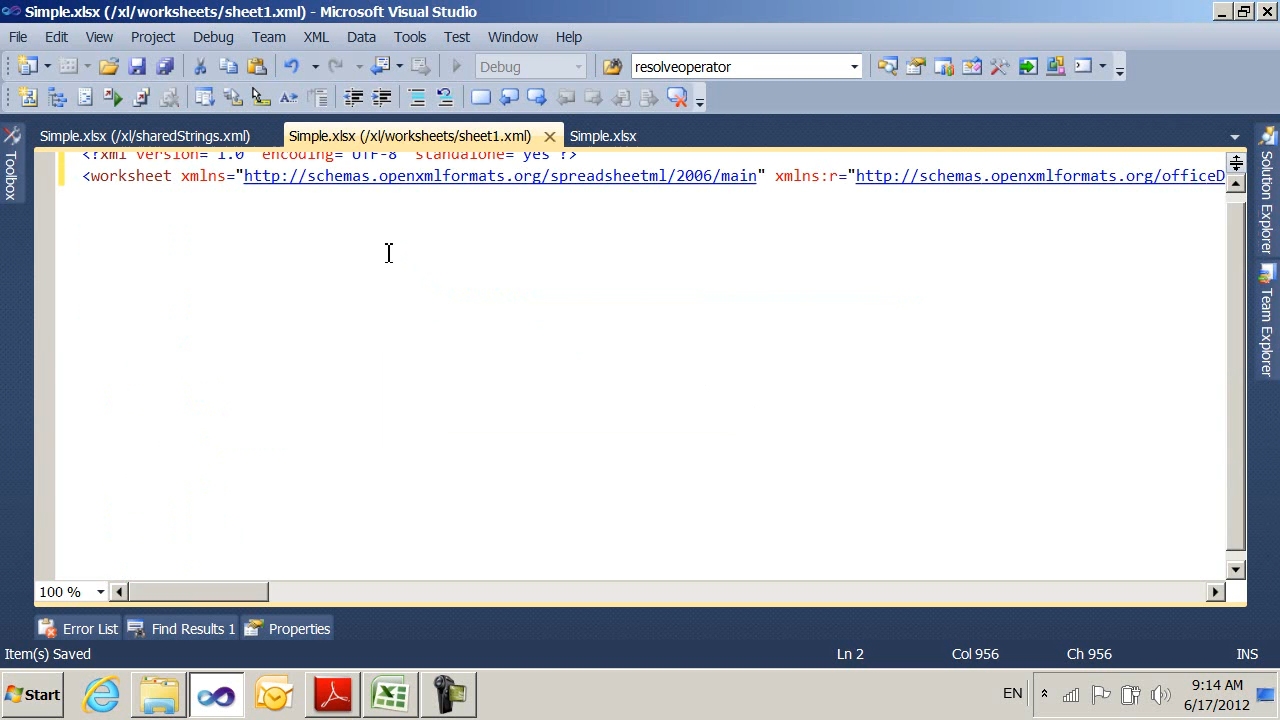 Simple.xlsx (/xl/worksheets/sheet1.xml) - Microsoft Visual Studio
File Edit View Project Debug Team XML Data Tools Test Window Help
Debug resolveoperator
Simple.xlsx (/xl/sharedStrings.xml) Simple.xlsx (/xl/worksheets/sheet1.xml) Simple.xlsx
Toolbox
<?xml version="1.0" encoding="UTF-8" standalone="yes"?>
<worksheet xmlns="http://schemas.openxmlformats.org/spreadsheetml/2006/main" xmlns:r="http://schemas.openxmlformats.org/officeD
Solution Explorer
Team Explorer
100 %
Error List Find Results 1 Properties
Item(s) Saved Ln 2 Col 956 Ch 956 INS
Start EN 9:14 AM
6/17/2012